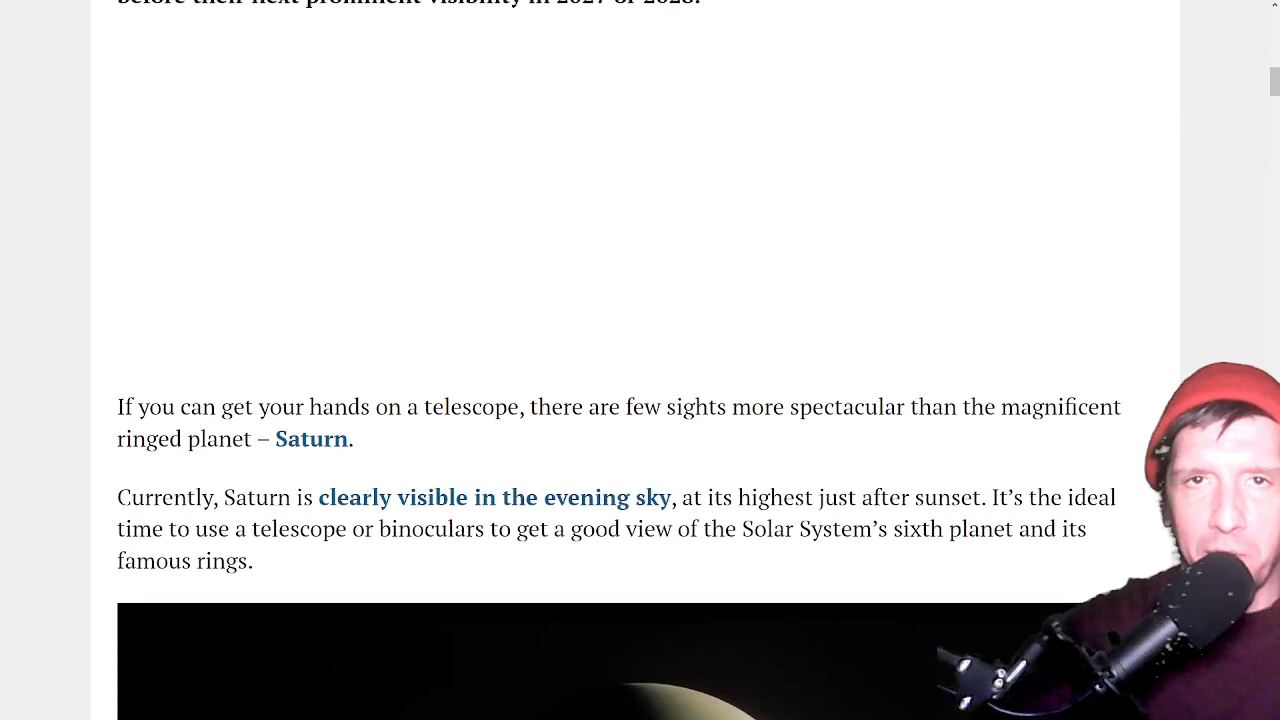 before their next prominent visibility in 2027 or 2028.
If you can get your hands on a telescope, there are few sights more spectacular than the magnificent
ringed planet – Saturn.
Currently, Saturn is clearly visible in the evening sky, at its highest just after sunset. It’s the ideal
time to use a telescope or binoculars to get a good view of the Solar System’s sixth planet and its
famous rings.